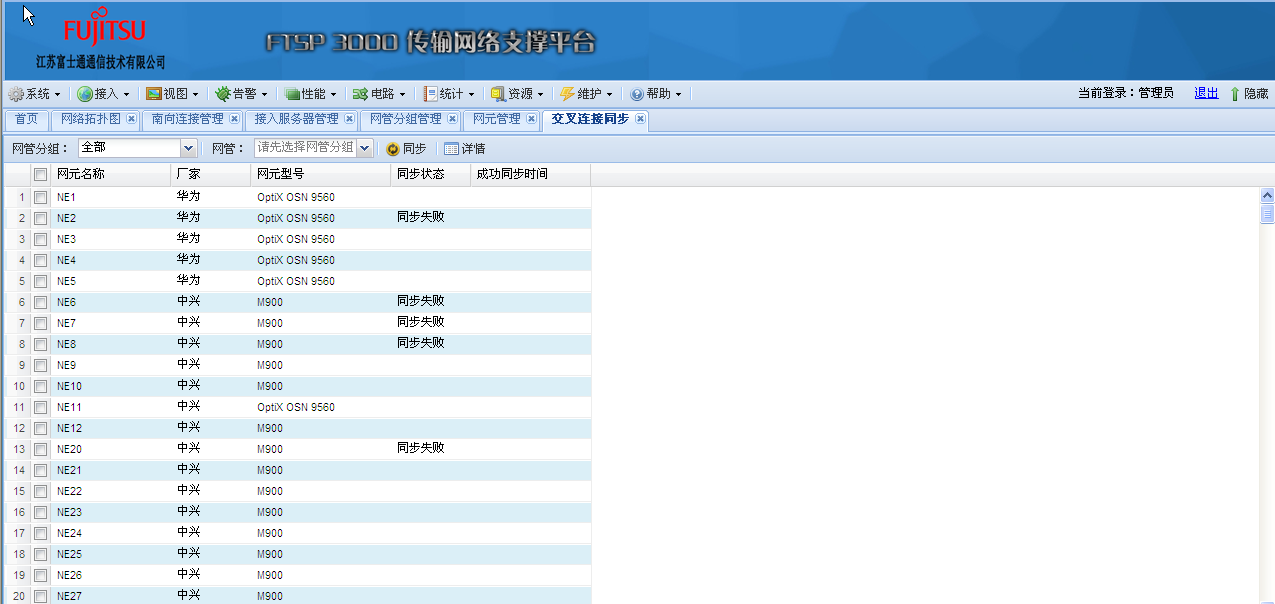 FUJITSU
江苏富士通通信技术有限公司
FTSP 3000 传输网络支撑平台
系统 接入 视图 告警 性能 电路 统计 资源 维护 帮助 当前登录：管理员 退出 隐藏
首页 网络拓扑图 南向连接管理 接入服务器管理 网管分组管理 网元管理 交叉连接同步
网管分组： 全部 网管： 请先选择网管分组 同步 详情
网元名称 厂家 网元型号 同步状态 成功同步时间
1 NE1 华为 OptiX OSN 9560
2 NE2 华为 OptiX OSN 9560 同步失败
3 NE3 华为 OptiX OSN 9560
4 NE4 华为 OptiX OSN 9560
5 NE5 华为 OptiX OSN 9560
6 NE6 中兴 M900 同步失败
7 NE7 中兴 M900 同步失败
8 NE8 中兴 M900 同步失败
9 NE9 中兴 M900
10 NE10 中兴 M900
11 NE11 中兴 OptiX OSN 9560
12 NE12 中兴 M900
13 NE20 中兴 M900 同步失败
14 NE21 中兴 M900
15 NE22 中兴 M900
16 NE23 中兴 M900
17 NE24 中兴 M900
18 NE25 中兴 M900
19 NE26 中兴 M900
20 NE27 中兴 M900